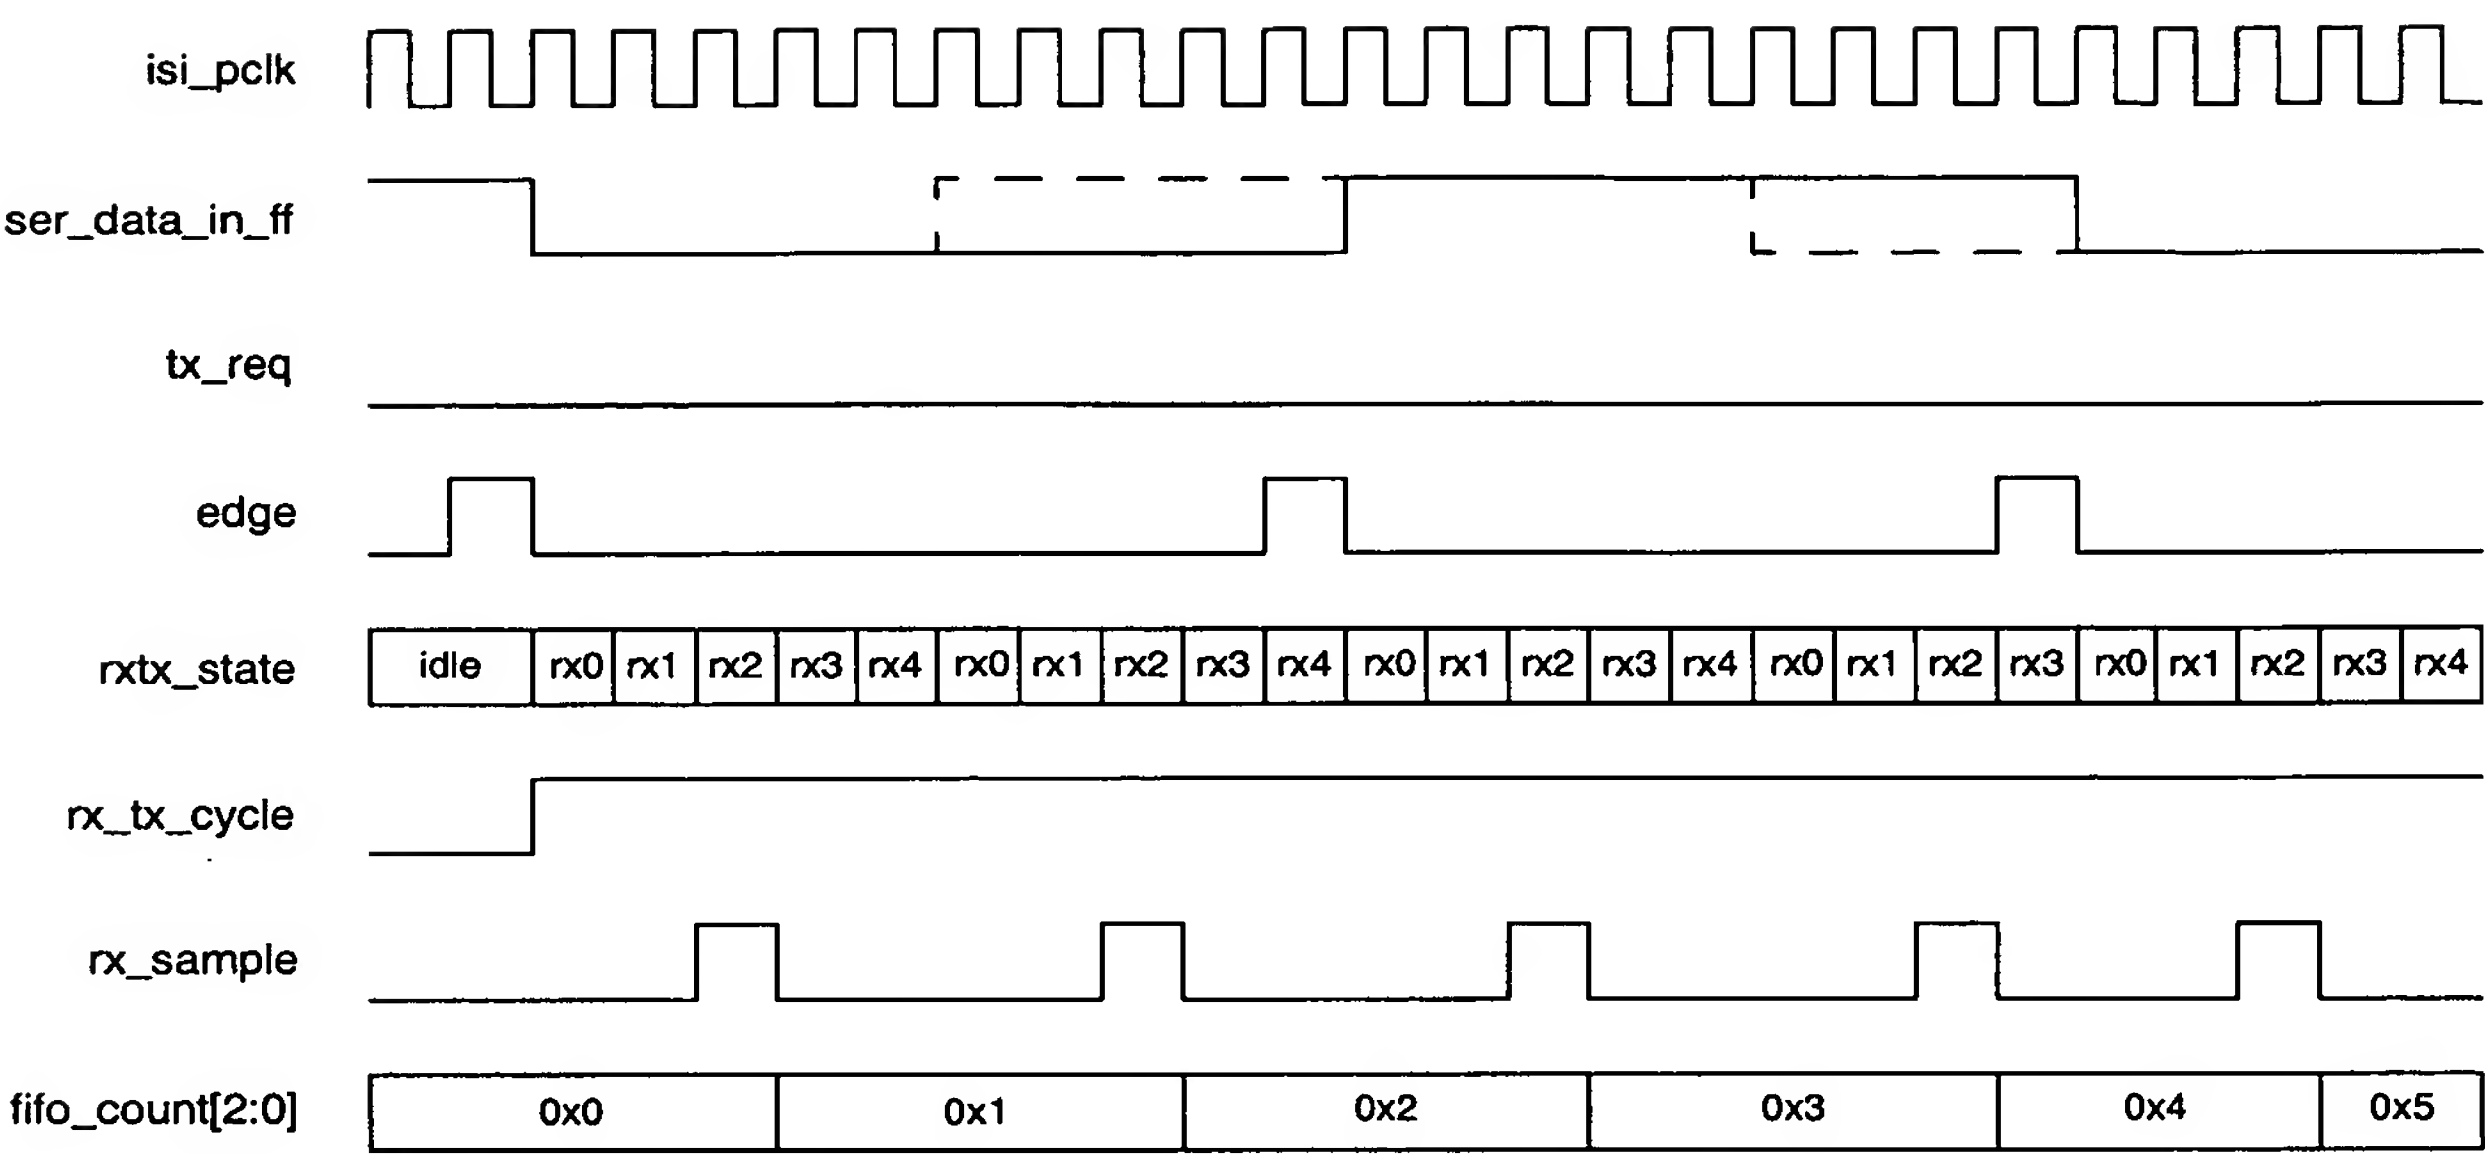 isi_pclk
ser_data_in_ff
tx_req
edge
rxtx_state idle rx0 rx1 rx2 rx3 rx4 rx0 rx1 rx2 rx3 rx4 rx0 rx1 rx2 rx3 rx4 rx0 rx1 rx2 rx3 rx0 rx1 rx2 rx3 rx4
rx_tx_cycle
rx_sample
fifo_count[2:0] 0x0 0x1 0x2 0x3 0x4 0x5